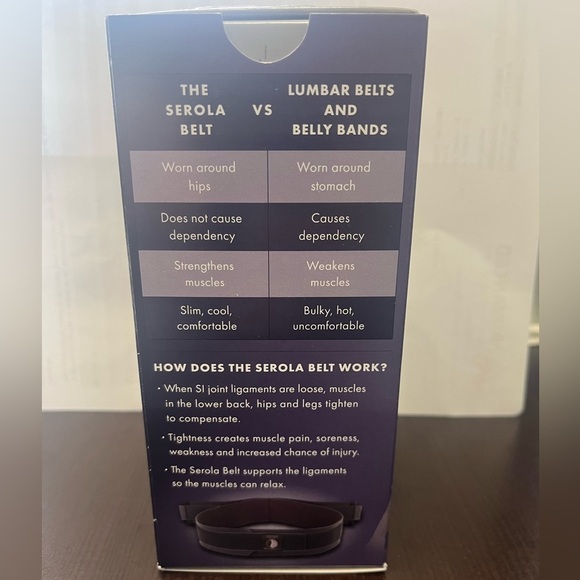 THE
SEROLA
BELT
VS
LUMBAR BELTS
AND
BELLY BANDS
Worn around
hips
Worn around
stomach
Does not cause
dependency
Causes
dependency
Strengthens
muscles
Weakens
muscles
Slim, cool,
comfortable
Bulky, hot,
uncomfortable
HOW DOES THE SEROLA BELT WORK?
• When SI joint ligaments are loose, muscles
in the lower back, hips and legs tighten
to compensate.
• Tightness creates muscle pain, soreness,
weakness and increased chance of injury.
• The Serola Belt supports the ligaments
so the muscles can relax.